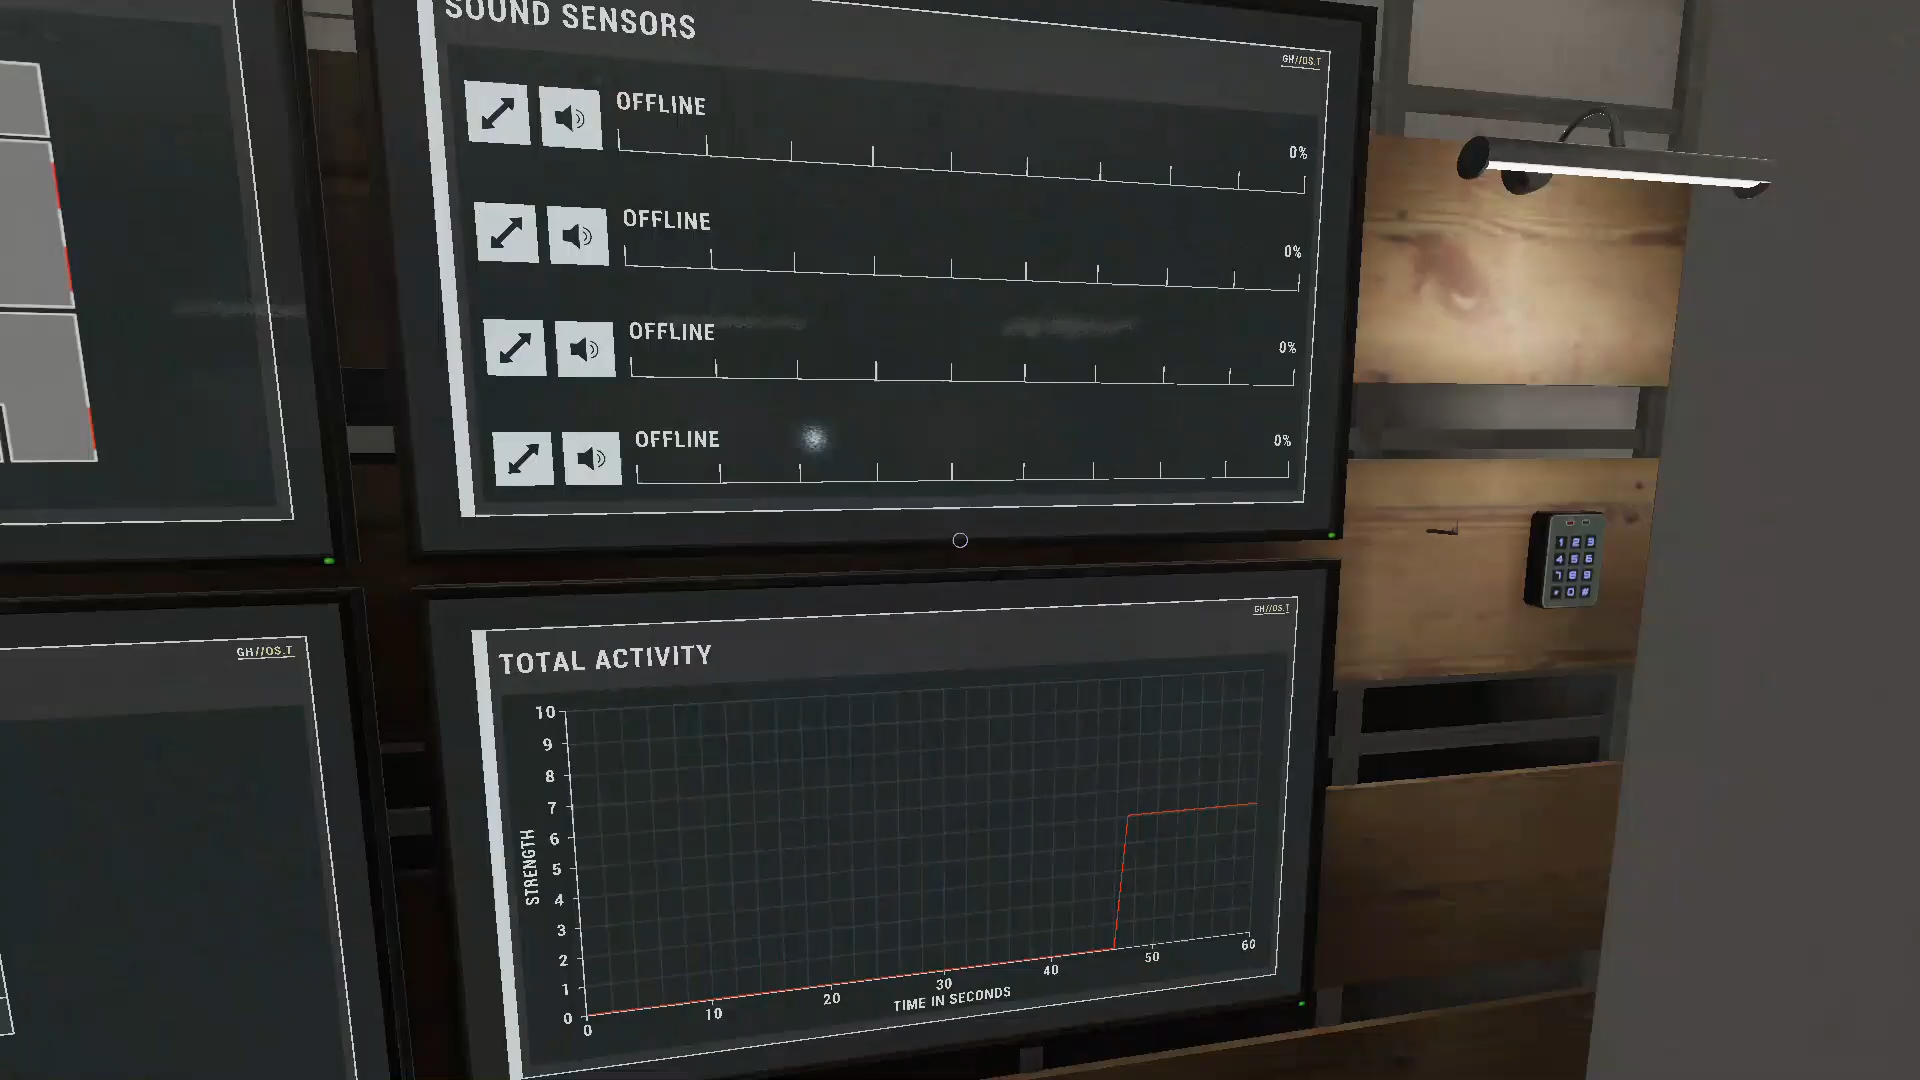 SOUND SENSORS
GH//OS.T
OFFLINE
0%
OFFLINE
0%
OFFLINE
0%
OFFLINE
0%
1 2 3
4 5 6
7 8 9
* 0 #
GH//OS.T
GH//OS.T
TOTAL ACTIVITY
10
9
8
7
6
5
4
3
2
1
0
STRENGTH
0 10 20 30 40 50 60
TIME IN SECONDS